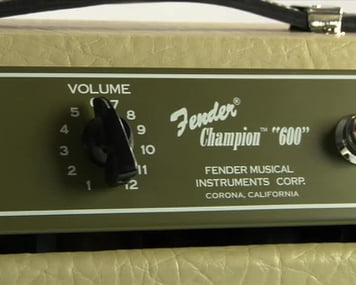 VOLUME
5 7 8
4 9
3 10
2 11
1 12
Fender®
Champion™ "600"
FENDER MUSICAL
INSTRUMENTS CORP.
CORONA, CALIFORNIA